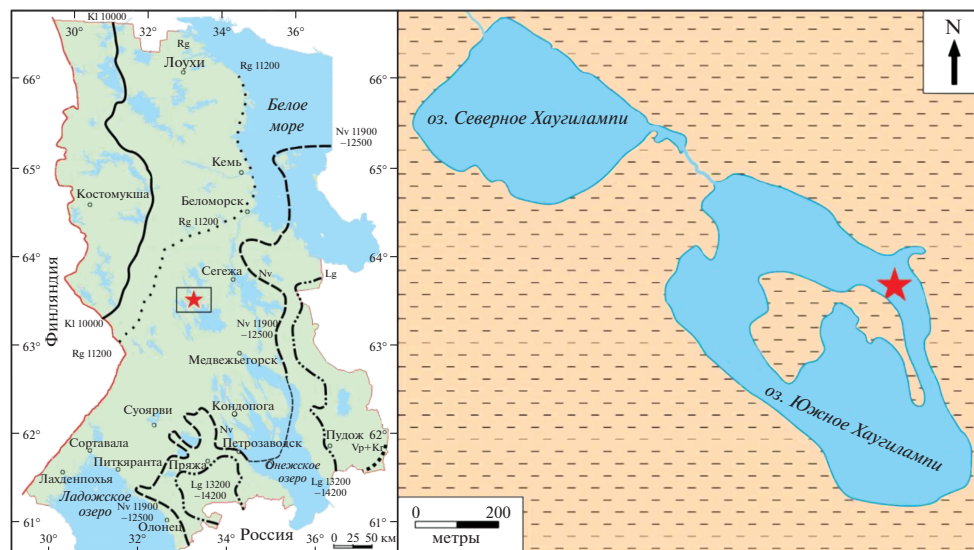 30°
Kl 10000
32°
34°
36°
Rg
Лоухи
66°
66°
Rg 11200
Белое
море
Nv 11900
–12500
Кемь
65°
65°
Костомукша
Беломорск
Rg 11200
64°
64°
Сегежа
Nv
Lg
Финляндия
Kl 10000
Nv 11900
–12500
63°
63°
Rg 11200
Медвежьегорск
Суоярви
Кондопога
Nv
62°
Сортавала
Петрозаводск
Пудож 62°
Vp+Kr
Питкяранта
Пряжа
Онежское
озеро
Лахденпохья
Ладожское
озеро
Lg 13200
–14200
Lg 13200
–14200
Nv 11900
–12500
61°
61°
Олонец
Россия
0 25 50 км
30°
32°
34°
36°
N
оз. Северное Хаугилампи
оз. Южное Хаугилампи
0 200
метры